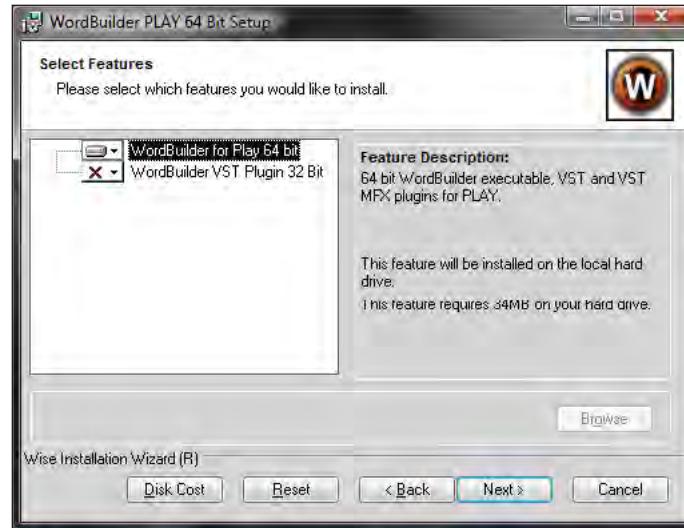 WordBuilder PLAY 64 Bit Setup
Select Features
Please select which features you would like to install.
W
WordBuilder for Play 64 bit
WordBuilder VST Plugin 32 Bit
Feature Description:
64 bit WordBuilder executable, VST and VST
MFX plugins for PLAY.
This feature will be installed on the local hard
drive.
This feature requires 34MB on your hard drive.
Browse
Wise Installation Wizard (R)
Disk Cost
Reset
< Back
Next >
Cancel